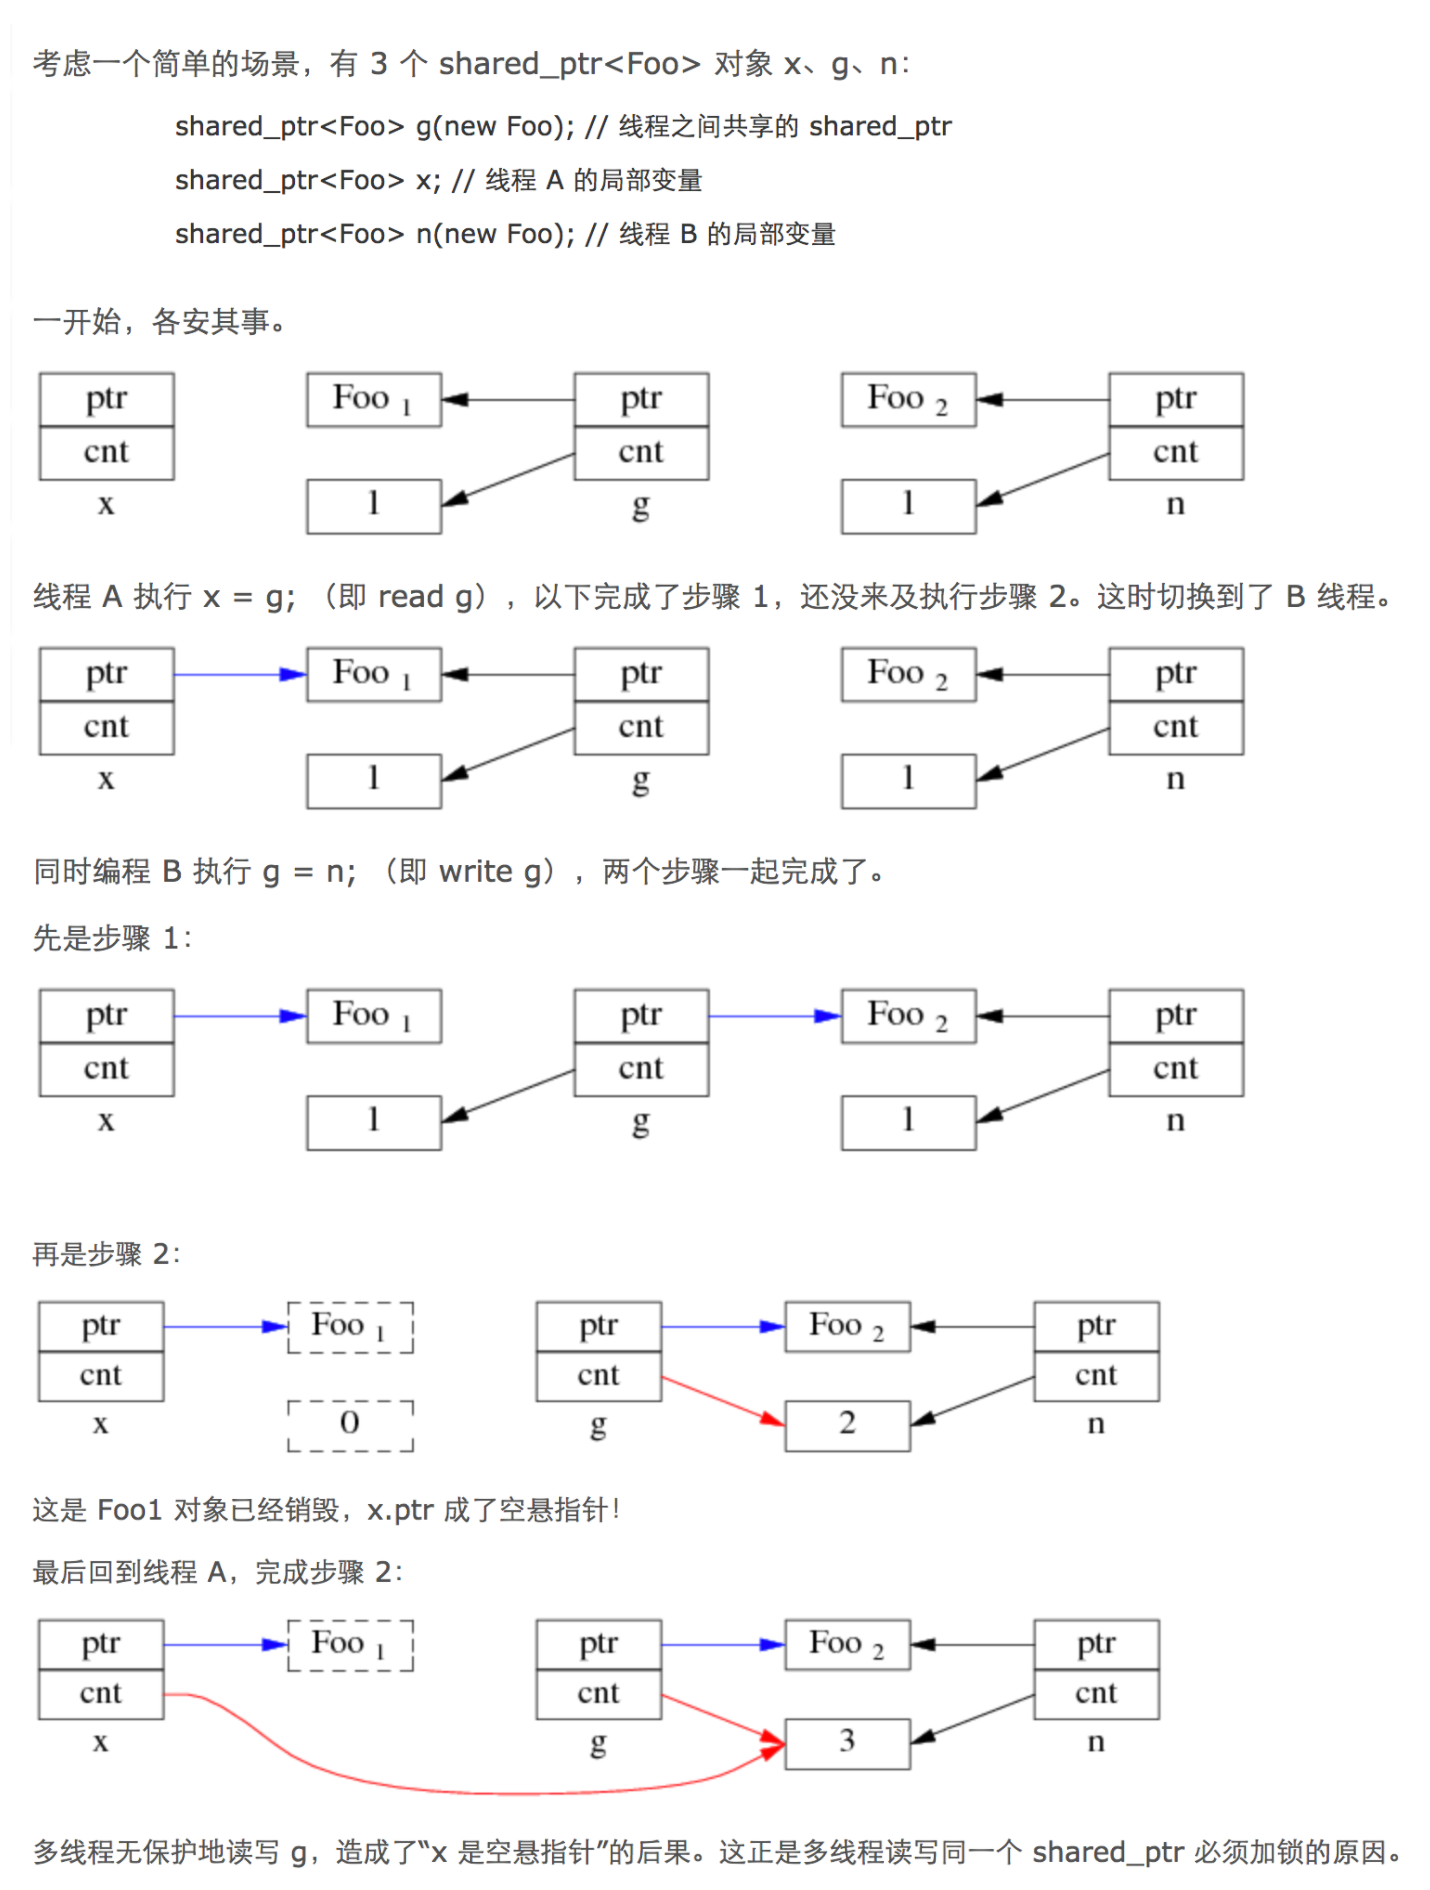 考虑一个简单的场景，有 3 个 shared_ptr<Foo> 对象 x、g、n：
shared_ptr<Foo> g(new Foo); // 线程之间共享的 shared_ptr
shared_ptr<Foo> x; // 线程 A 的局部变量
shared_ptr<Foo> n(new Foo); // 线程 B 的局部变量
一开始，各安其事。
ptr Foo 1 ptr Foo 2 ptr
cnt cnt cnt
x 1 g 1 n
线程 A 执行 x = g; （即 read g），以下完成了步骤 1，还没来及执行步骤 2。这时切换到了 B 线程。
ptr Foo 1 ptr Foo 2 ptr
cnt cnt cnt
x 1 g 1 n
同时编程 B 执行 g = n; （即 write g），两个步骤一起完成了。
先是步骤 1：
ptr Foo 1 ptr Foo 2 ptr
cnt cnt cnt
x 1 g 1 n
再是步骤 2：
ptr Foo 1 ptr Foo 2 ptr
cnt cnt cnt
x 0 g 2 n
这是 Foo1 对象已经销毁，x.ptr 成了空悬指针！
最后回到线程 A，完成步骤 2：
ptr Foo 1 ptr Foo 2 ptr
cnt cnt cnt
x g 3 n
多线程无保护地读写 g，造成了“x 是空悬指针”的后果。这正是多线程读写同一个 shared_ptr 必须加锁的原因。